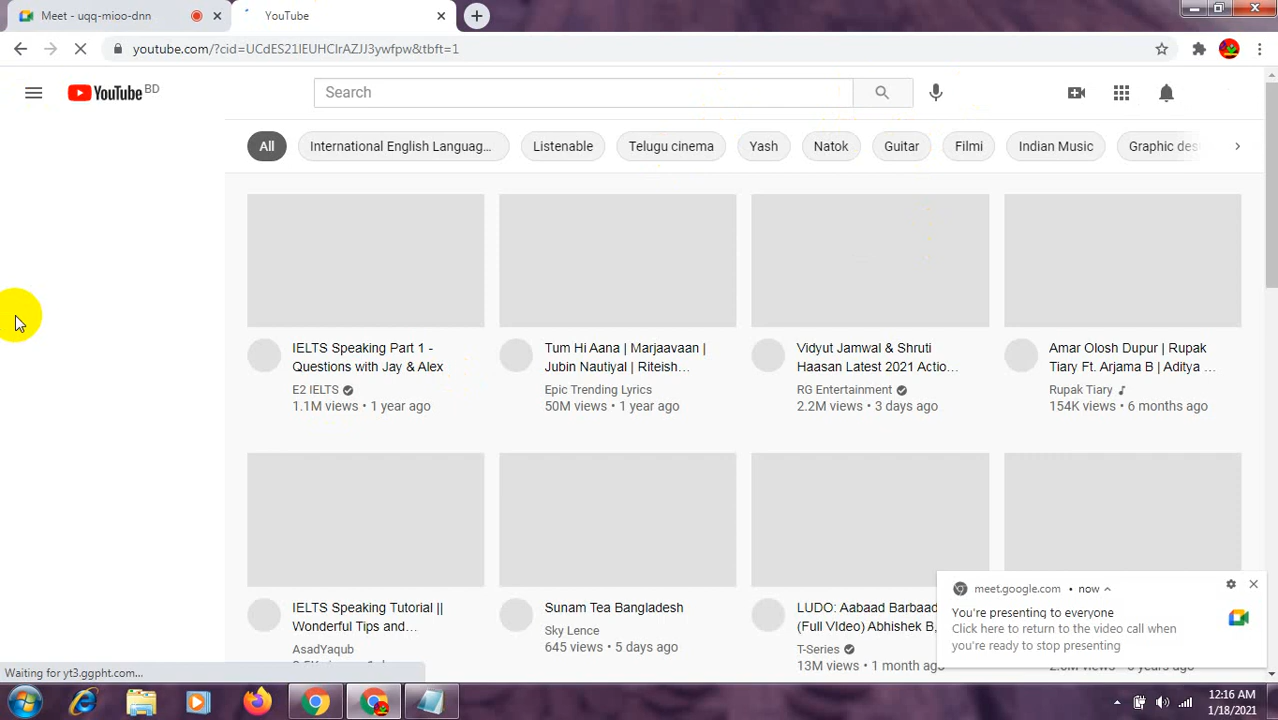 Meet - uqq-mioo-dnn
YouTube
youtube.com/?cid=UCdES21IEUHCIrAZJJ3ywfpw&tbft=1
YouTube BD
Search
All
International English Languag...
Listenable
Telugu cinema
Yash
Natok
Guitar
Filmi
Indian Music
Graphic des
IELTS Speaking Part 1 -
Questions with Jay & Alex
E2 IELTS
1.1M views • 1 year ago
Tum Hi Aana | Marjaavaan |
Jubin Nautiyal | Riteish...
Epic Trending Lyrics
50M views • 1 year ago
Vidyut Jamwal & Shruti
Haasan Latest 2021 Actio...
RG Entertainment
2.2M views • 3 days ago
Amar Olosh Dupur | Rupak
Tiary Ft. Arjama B | Aditya ...
Rupak Tiary
154K views • 6 months ago
IELTS Speaking Tutorial ||
Wonderful Tips and...
AsadYaqub
Sunam Tea Bangladesh
Sky Lence
645 views • 5 days ago
LUDO: Aabaad Barbaad
(Full VIdeo) Abhishek B,
T-Series
13M views • 1 month ago
meet.google.com • now
You're presenting to everyone
Click here to return to the video call when
you're ready to stop presenting
Waiting for yt3.ggpht.com...
12:16 AM
1/18/2021